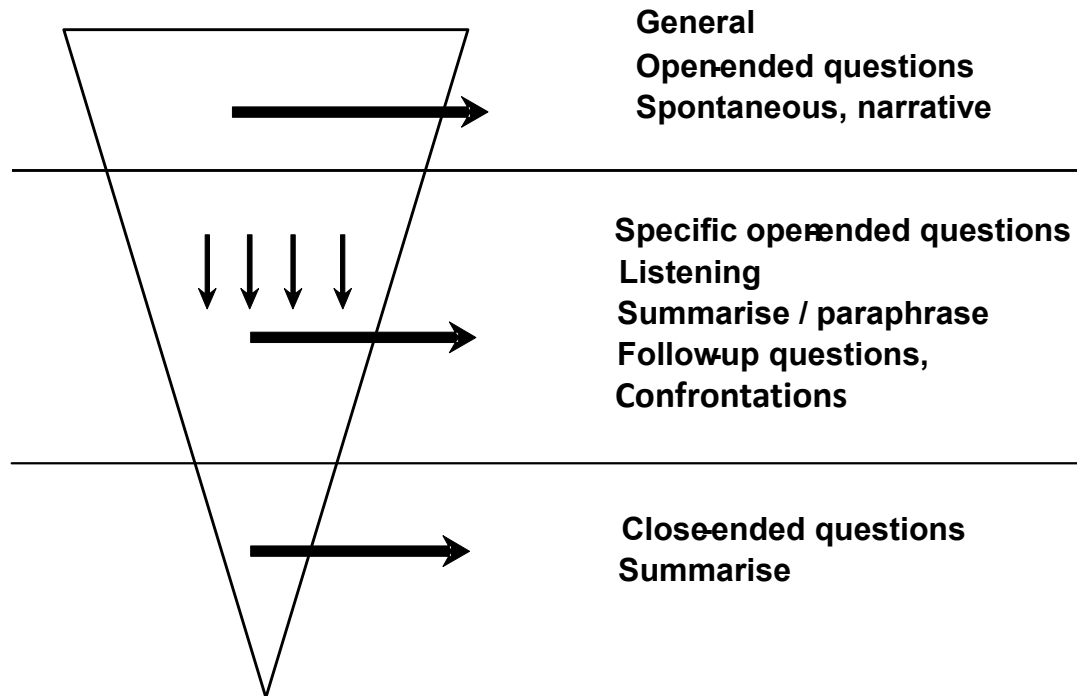 General
Open-ended questions
Spontaneous, narrative
Specific open-ended questions
Listening
Summarise / paraphrase
Follow-up questions,
Confrontations
Close-ended questions
Summarise